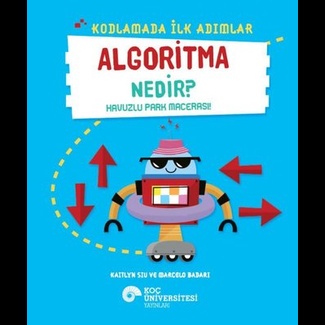 KODLAMADA İLK ADIMLAR
ALGORİTMA
NEDİR?
HAVUZLU PARK MACERASI!
KAITLYN SIU VE MARCELO BADARI
KOÇ
ÜNİVERSİTESİ
YAYINLARI